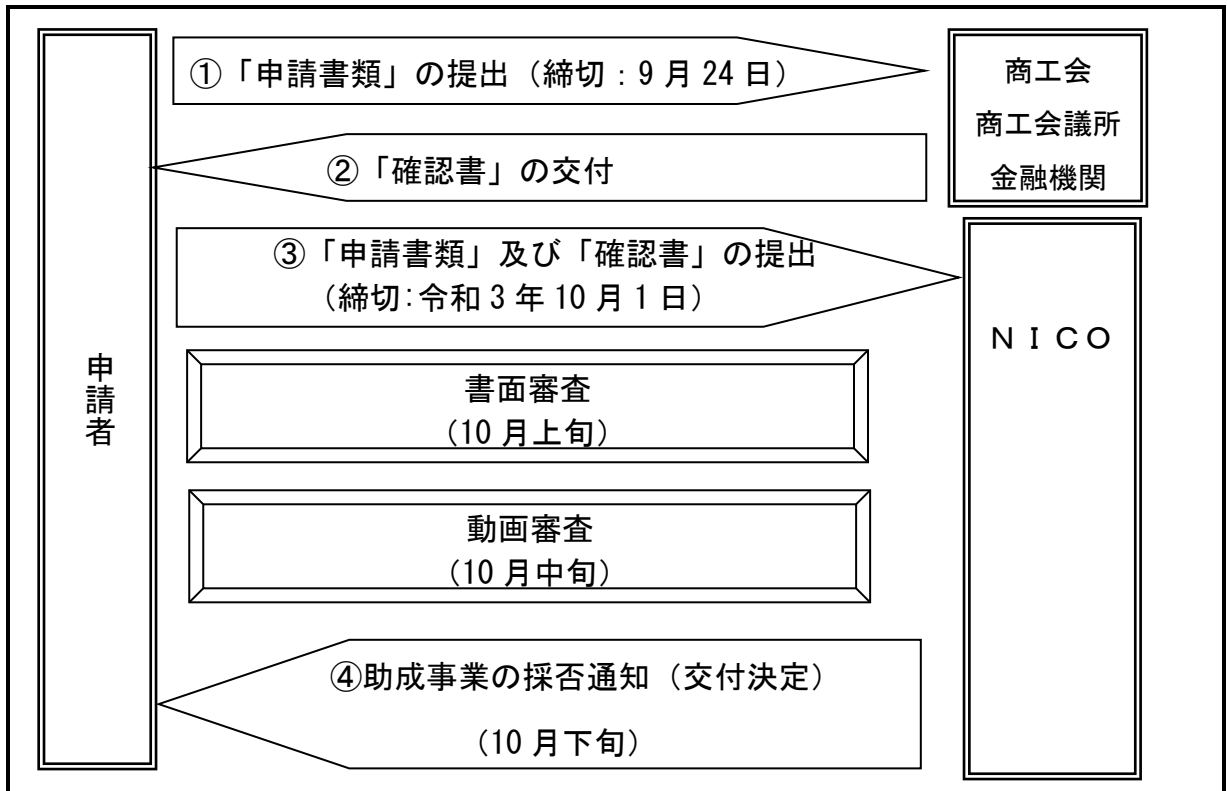 ①「申請書類」の提出（締切：9月24日）
商工会
商工会議所
金融機関
②「確認書」の交付
③「申請書類」及び「確認書」の提出
（締切：令和3年10月1日）
NICO
申請者
書面審査
（10月上旬）
動画審査
（10月中旬）
④助成事業の採否通知（交付決定）
（10月下旬）